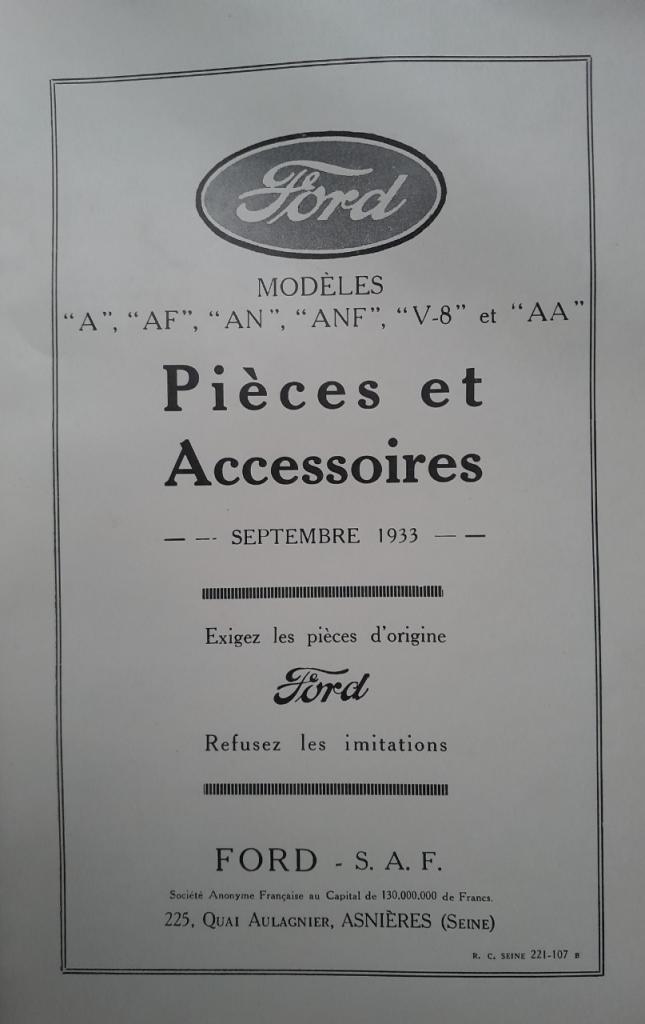 Ford
MODÈLES
"A", "AF", "AN", "ANF", "V-8" et "AA"
Pièces et
Accessoires
— -- SEPTEMBRE 1933 — —
Exigez les pièces d'origine
Ford
Refusez les imitations
FORD - S. A. F.
Société Anonyme Française au Capital de 130.000.000 de Francs.
225, QUAI AULAGNIER, ASNIÈRES (SEINE)
R. C. SEINE 221-107 B